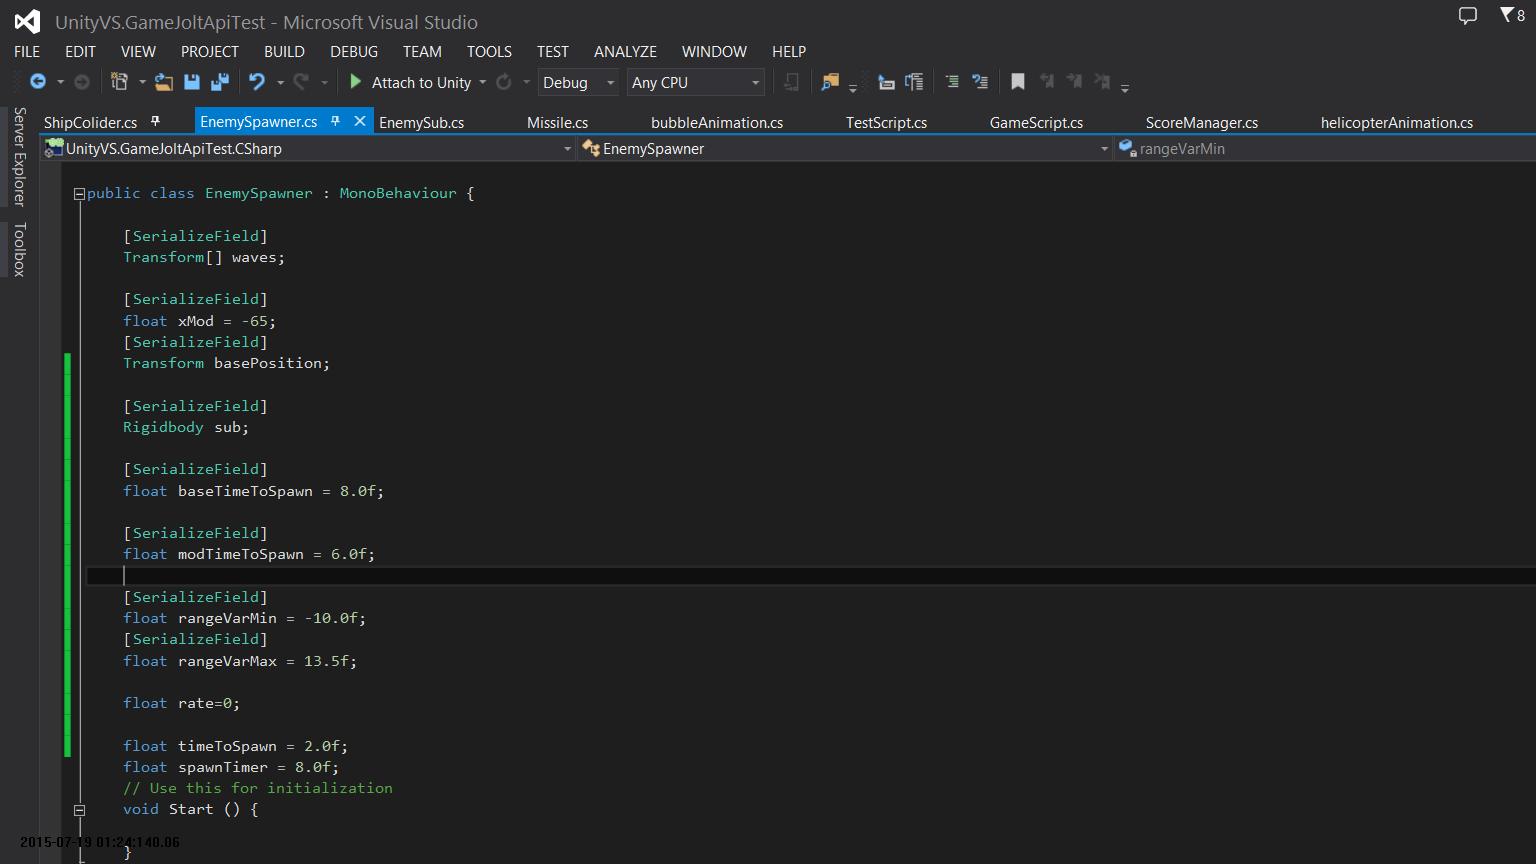 UnityVS.GameJoltApiTest - Microsoft Visual Studio
8
FILE EDIT VIEW PROJECT BUILD DEBUG TEAM TOOLS TEST ANALYZE WINDOW HELP
Attach to Unity Debug Any CPU
Server Explorer
Toolbox
ShipColider.cs EnemySpawner.cs EnemySub.cs Missile.cs bubbleAnimation.cs TestScript.cs GameScript.cs ScoreManager.cs helicopterAnimation.cs
UnityVS.GameJoltApiTest.CSharp EnemySpawner rangeVarMin
public class EnemySpawner : MonoBehaviour {
[SerializeField]
Transform[] waves;
[SerializeField]
float xMod = -65;
[SerializeField]
Transform basePosition;
[SerializeField]
Rigidbody sub;
[SerializeField]
float baseTimeToSpawn = 8.0f;
[SerializeField]
float modTimeToSpawn = 6.0f;
[SerializeField]
float rangeVarMin = -10.0f;
[SerializeField]
float rangeVarMax = 13.5f;
float rate=0;
float timeToSpawn = 2.0f;
float spawnTimer = 8.0f;
// Use this for initialization
void Start () {
2015-07-19 01:24:140.06
}